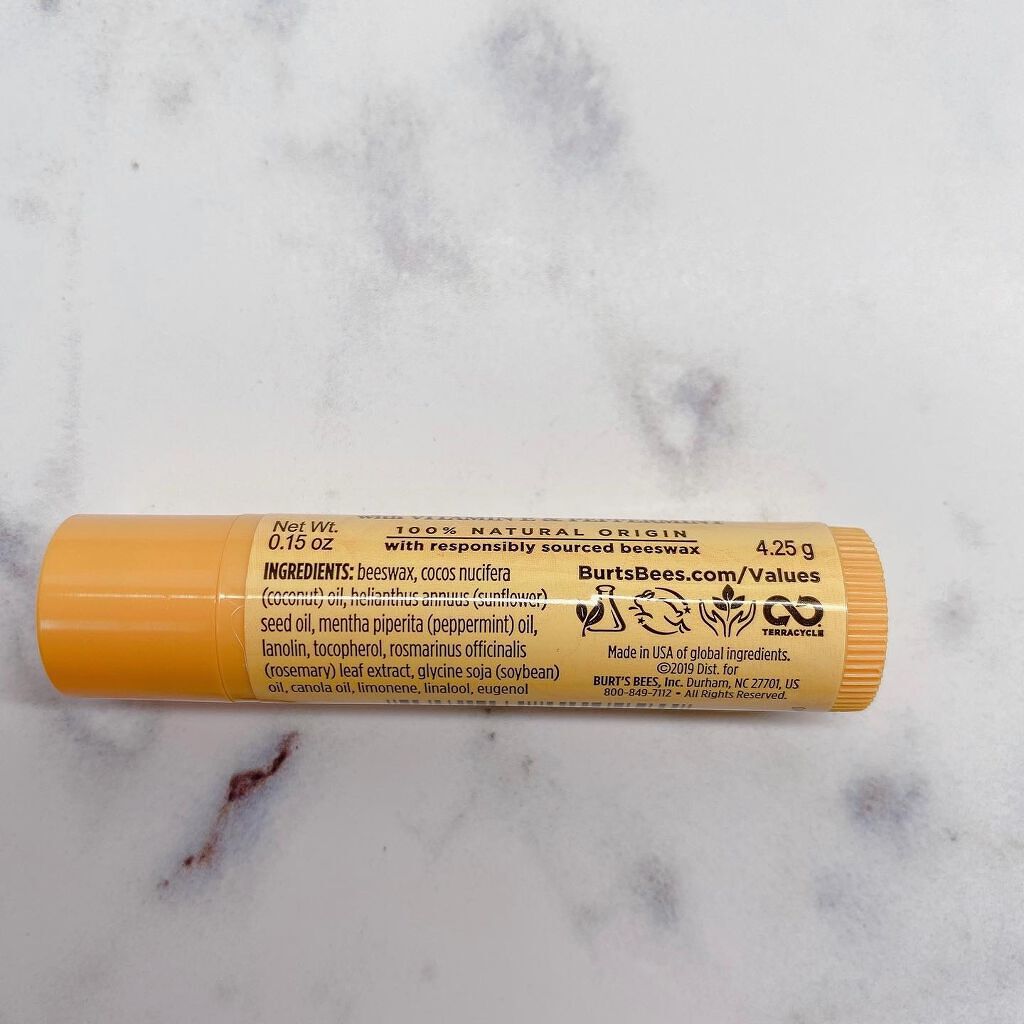 with VITAMIN E & PEPPERMINT
Net Wt.
0.15 oz
100% NATURAL ORIGIN
with responsibly sourced beeswax
4.25 g
INGREDIENTS: beeswax, cocos nucifera
(coconut) oil, helianthus annuus (sunflower)
seed oil, mentha piperita (peppermint) oil,
lanolin, tocopherol, rosmarinus officinalis
(rosemary) leaf extract, glycine soja (soybean)
oil, canola oil, limonene, linalool, eugenol
BurtsBees.com/Values
TERRACYCLE
Made in USA of global ingredients.
©2019 Dist. for
BURT'S BEES, Inc. Durham, NC 27701, US
800-849-7112 • All Rights Reserved.